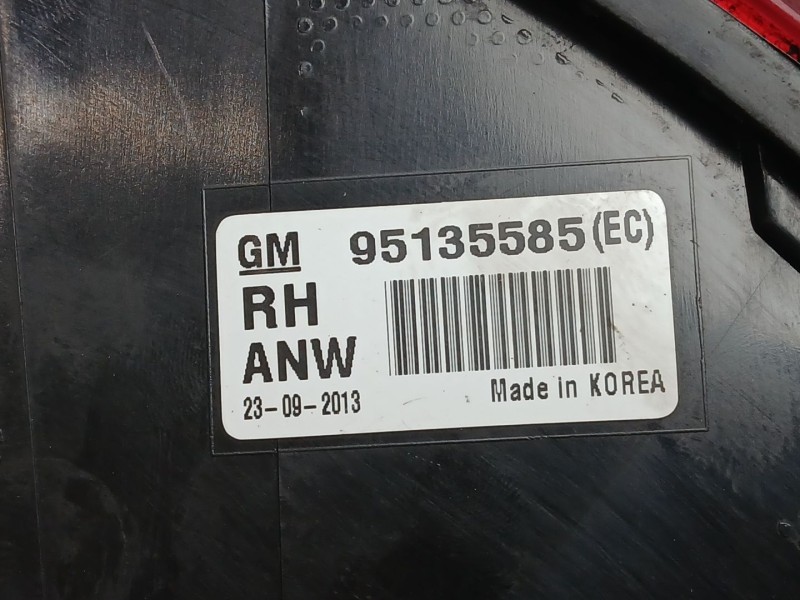 GM 95135585 (EC)
RH
ANW
23-09-2013 Made in KOREA